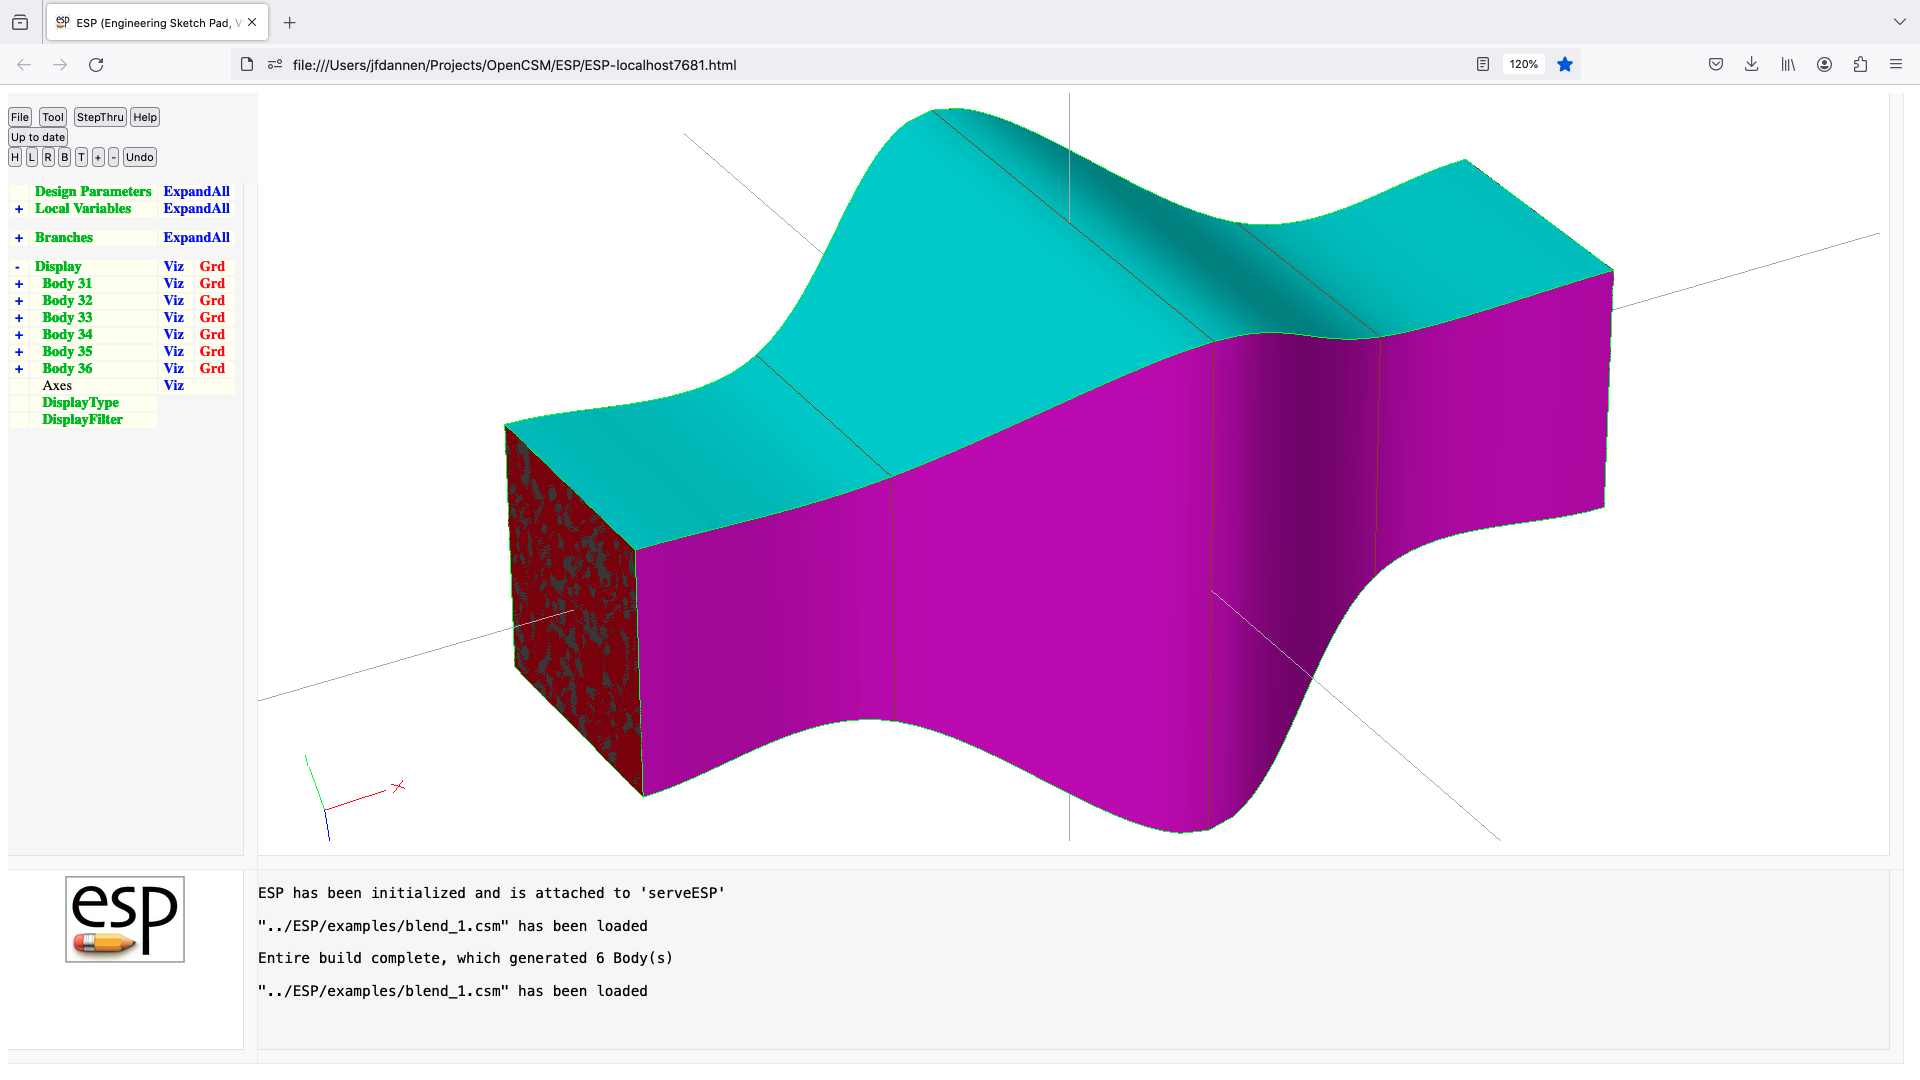 ESP (Engineering Sketch Pad, V
file:///Users/jfdannen/Projects/OpenCSM/ESP/ESP-localhost7681.html
120%
File Tool StepThru Help
Up to date
H L R B T + - Undo
Design Parameters ExpandAll
+ Local Variables ExpandAll
+ Branches ExpandAll
- Display Viz Grd
+ Body 31 Viz Grd
+ Body 32 Viz Grd
+ Body 33 Viz Grd
+ Body 34 Viz Grd
+ Body 35 Viz Grd
+ Body 36 Viz Grd
Axes Viz
DisplayType
DisplayFilter
X
esp
ESP has been initialized and is attached to 'serveESP'
"../ESP/examples/blend_1.csm" has been loaded
Entire build complete, which generated 6 Body(s)
"../ESP/examples/blend_1.csm" has been loaded